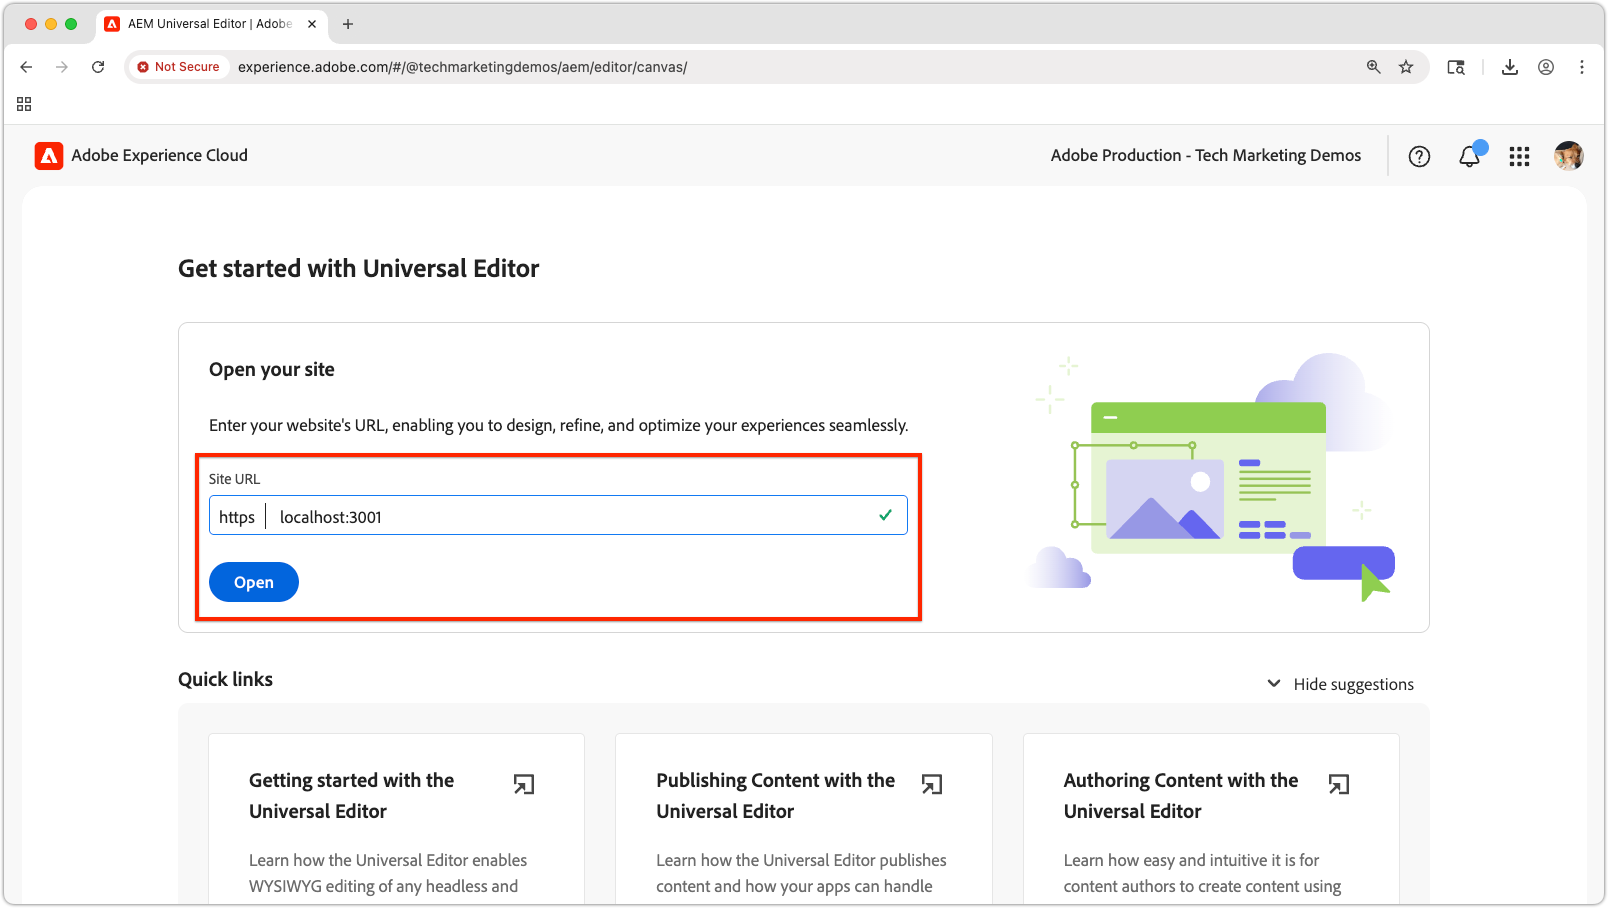 AEM Universal Editor | Adobe
Not Secure
experience.adobe.com/#/@techmarketingdemos/aem/editor/canvas/
Adobe Experience Cloud
Adobe Production - Tech Marketing Demos
Get started with Universal Editor
Open your site
Enter your website's URL, enabling you to design, refine, and optimize your experiences seamlessly.
Site URL
https localhost:3001
Open
Quick links
Hide suggestions
Getting started with the
Universal Editor
Learn how the Universal Editor enables
WYSIWYG editing of any headless and
Publishing Content with the
Universal Editor
Learn how the Universal Editor publishes
content and how your apps can handle
Authoring Content with the
Universal Editor
Learn how easy and intuitive it is for
content authors to create content using